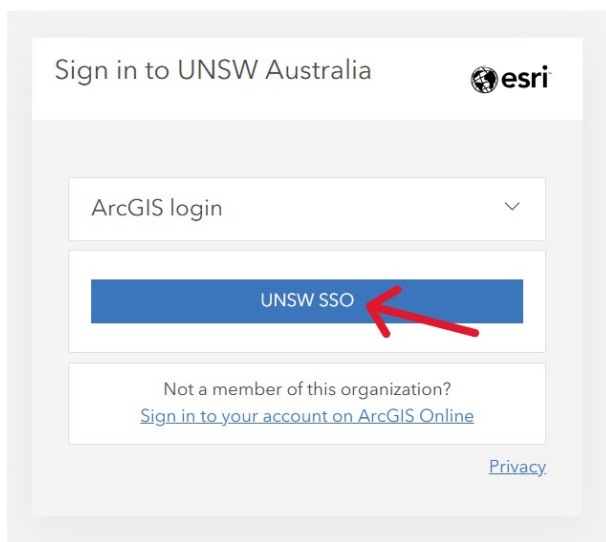 Sign in to UNSW Australia
esri
ArcGIS login
UNSW SSO
Not a member of this organization?
Sign in to your account on ArcGIS Online
Privacy